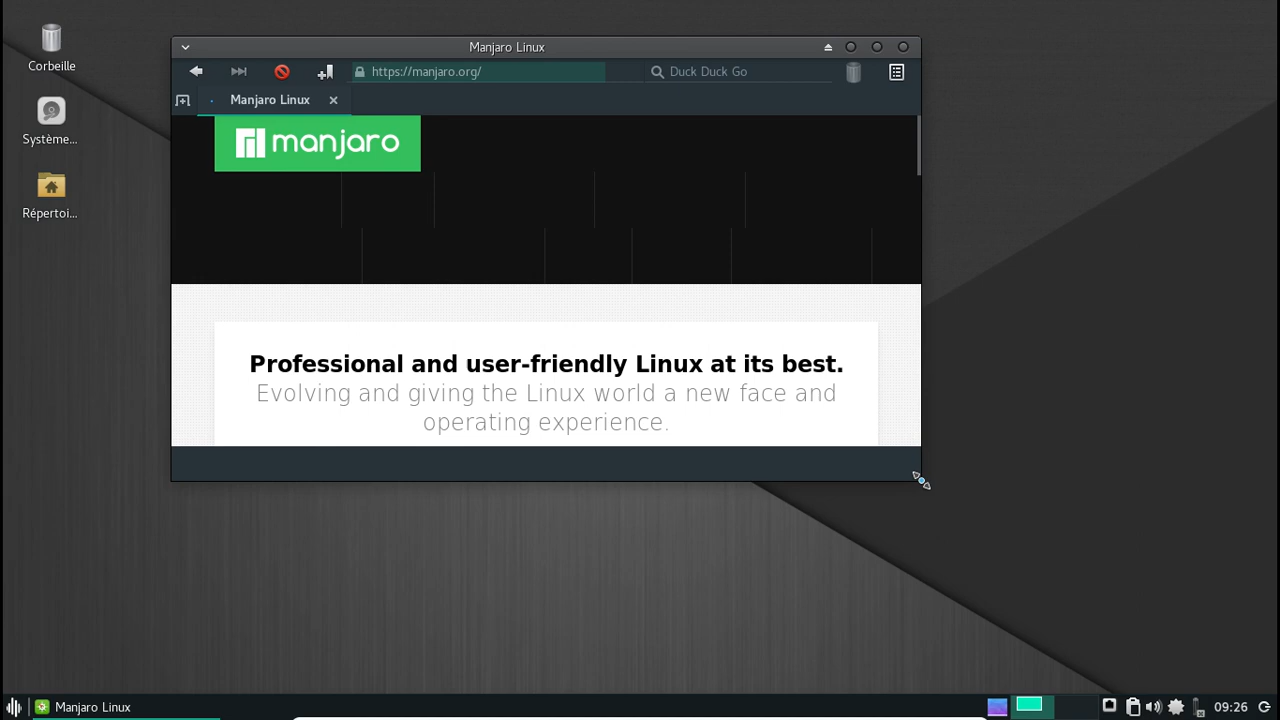 Corbeille
Système...
Répertoi...
Manjaro Linux
https://manjaro.org/
Duck Duck Go
Manjaro Linux
manjaro
Professional and user-friendly Linux at its best.
Evolving and giving the Linux world a new face and
operating experience.
Manjaro Linux
09:26